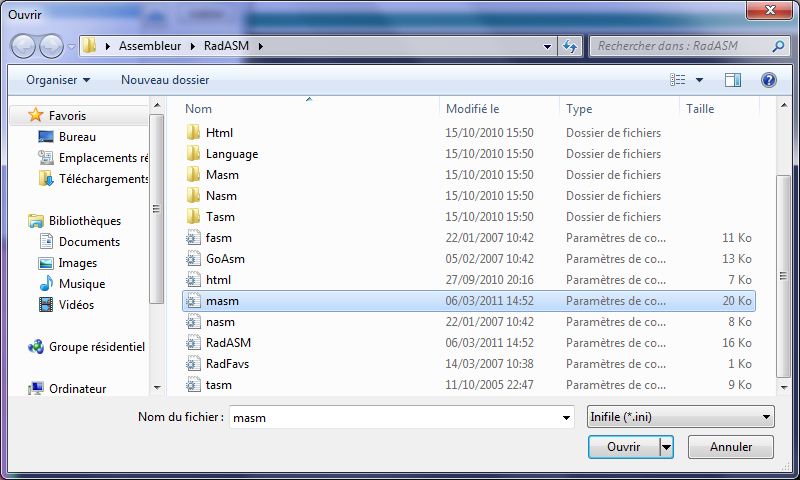 Ouvrir
Assembleur RadASM
Rechercher dans : RadASM
Organiser Nouveau dossier
Nom Modifié le Type Taille
Favoris
Bureau
Emplacements ré
Téléchargements
Bibliothèques
Documents
Images
Musique
Vidéos
Groupe résidentiel
Ordinateur
Html 15/10/2010 15:50 Dossier de fichiers
Language 15/10/2010 15:50 Dossier de fichiers
Masm 15/10/2010 15:50 Dossier de fichiers
Nasm 15/10/2010 15:50 Dossier de fichiers
Tasm 15/10/2010 15:50 Dossier de fichiers
fasm 22/01/2007 10:42 Paramètres de co... 11 Ko
GoAsm 05/02/2007 10:42 Paramètres de co... 13 Ko
html 27/09/2010 20:16 Paramètres de co... 7 Ko
masm 06/03/2011 14:52 Paramètres de co... 20 Ko
nasm 22/01/2007 10:42 Paramètres de co... 8 Ko
RadASM 06/03/2011 14:52 Paramètres de co... 16 Ko
RadFavs 14/03/2007 10:38 Paramètres de co... 1 Ko
tasm 11/10/2005 22:47 Paramètres de co... 9 Ko
Nom du fichier : masm Inifile (*.ini)
Ouvrir Annuler